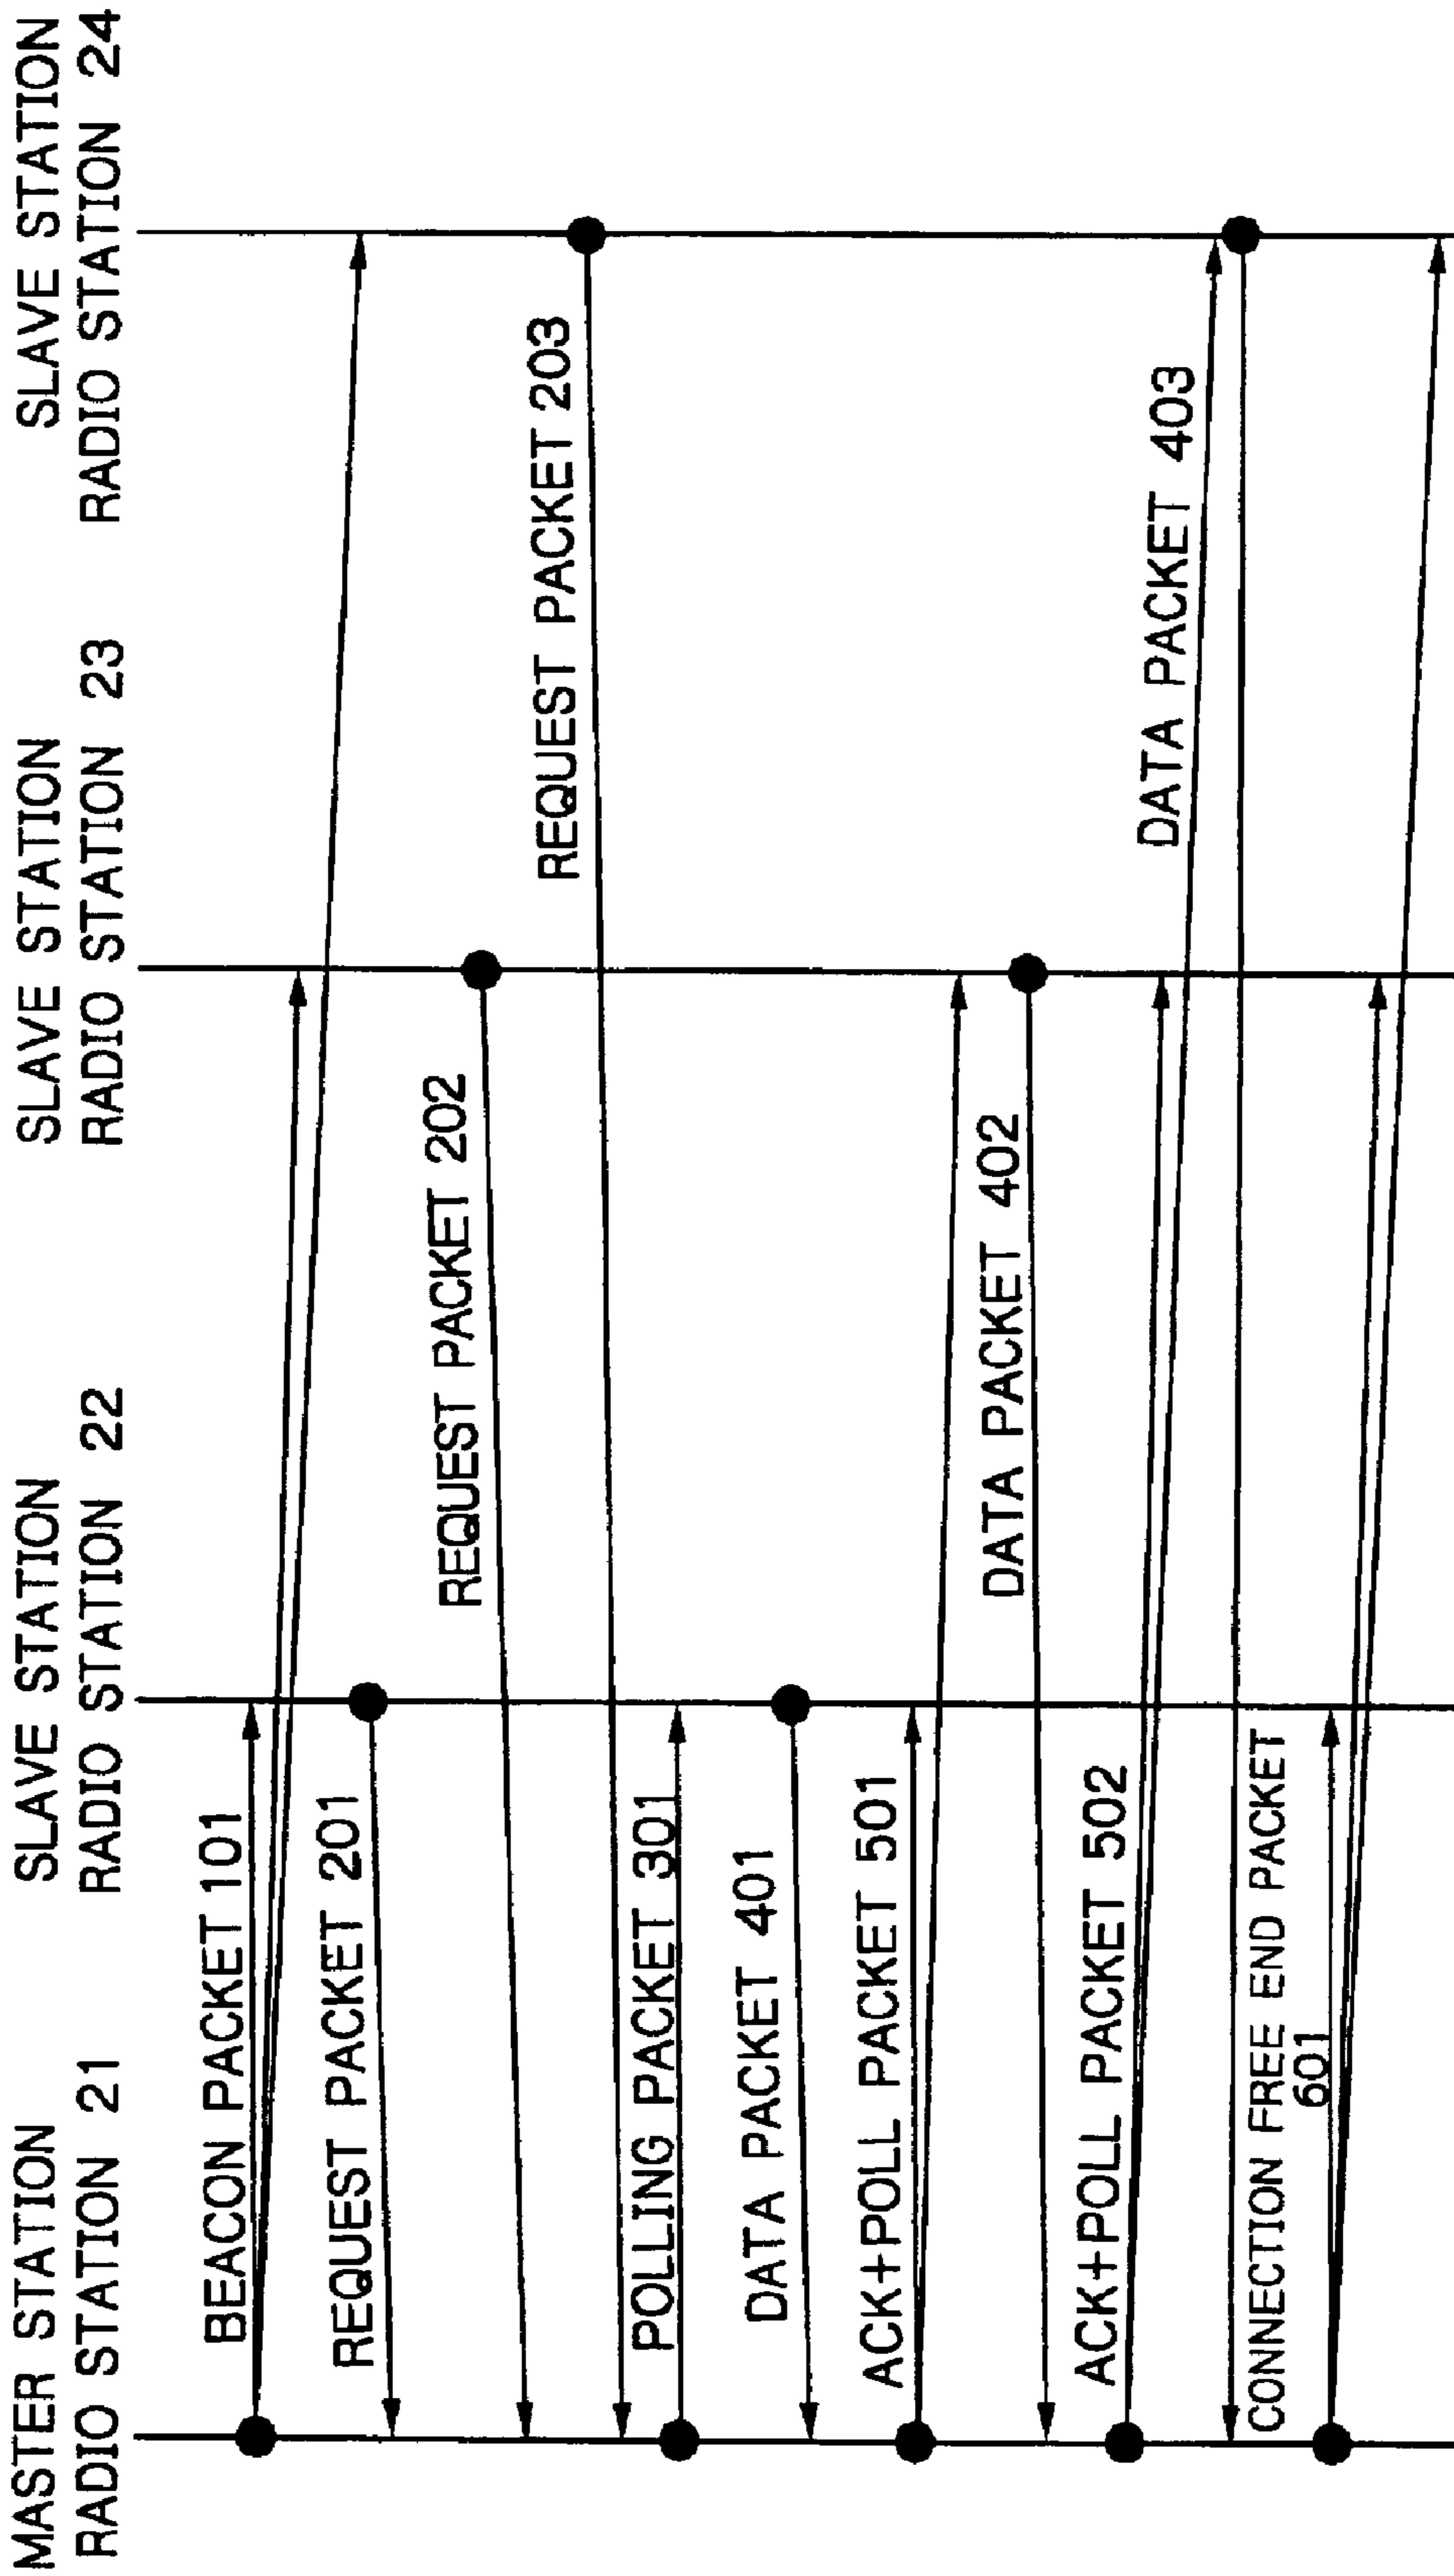 MASTER STATION
RADIO STATION 21
SLAVE STATION
RADIO STATION 22
SLAVE STATION
RADIO STATION 23
SLAVE STATION
RADIO STATION 24
BEACON PACKET 101
REQUEST PACKET 201
REQUEST PACKET 202
REQUEST PACKET 203
POLLING PACKET 301
DATA PACKET 401
ACK+POLL PACKET 501
DATA PACKET 402
ACK+POLL PACKET 502
DATA PACKET 403
CONNECTION FREE END PACKET
601